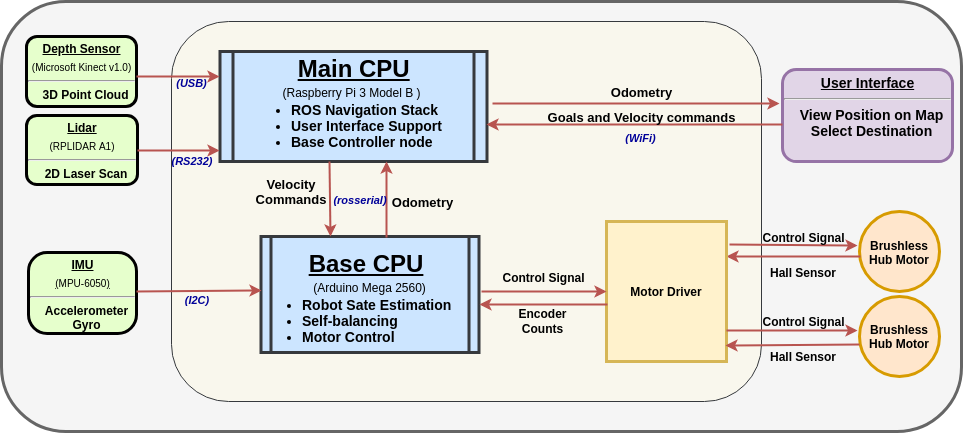 Depth Sensor
(Microsoft Kinect v1.0)
3D Point Cloud
(USB)
Lidar
(RPLIDAR A1)
2D Laser Scan
(RS232)
IMU
(MPU-6050)
Accelerometer
Gyro
(I2C)
Main CPU
(Raspberry Pi 3 Model B )
• ROS Navigation Stack
• User Interface Support
• Base Controller node
Velocity
Commands
(rosserial)
Odometry
Base CPU
(Arduino Mega 2560)
• Robot Sate Estimation
• Self-balancing
• Motor Control
Odometry
Goals and Velocity commands
(WiFi)
User Interface
View Position on Map
Select Destination
Control Signal
Encoder
Counts
Motor Driver
Control Signal
Hall Sensor
Brushless
Hub Motor
Control Signal
Hall Sensor
Brushless
Hub Motor